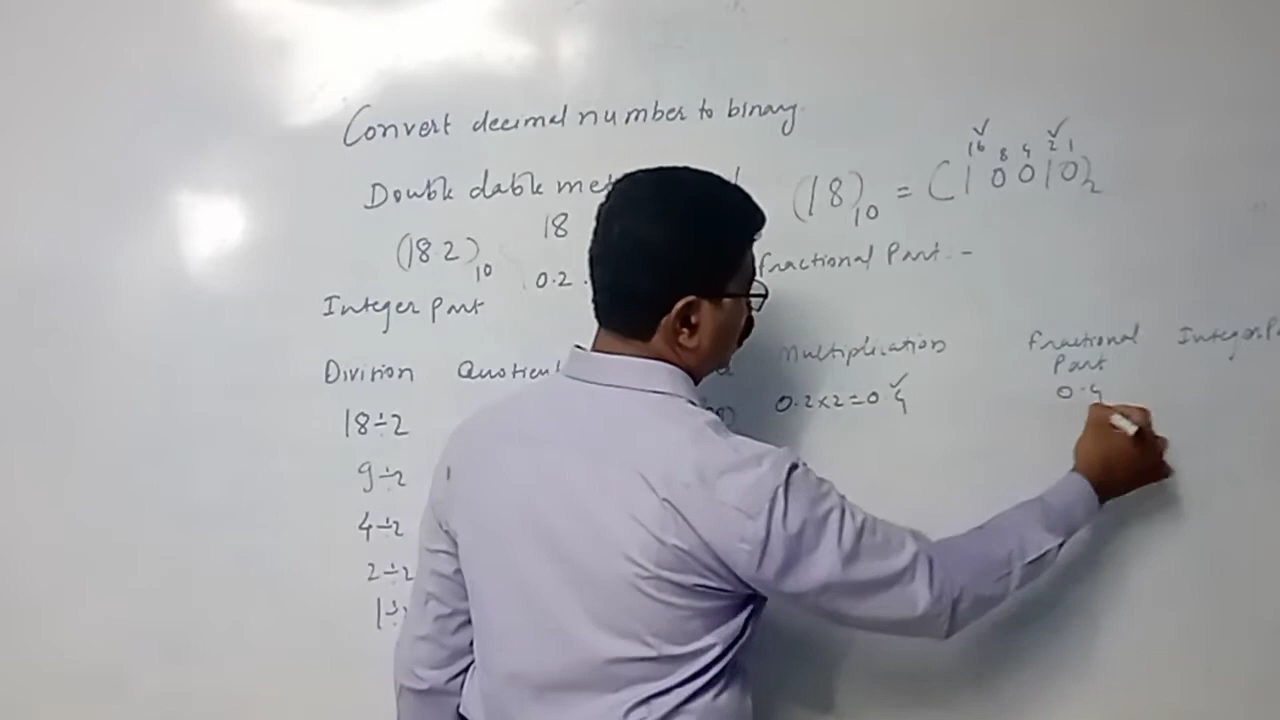 Convert decimal number to binary.
Double dable
(18)10 = (10010)2
16 8 4 2 1
(18.2)10
18
0.2
fractional Part -
Integer Part
Division
Multiplication
fractional Part
Integer P
18÷2
0.2×2=0.4
0.4
9÷2
4÷2
2÷2
1÷